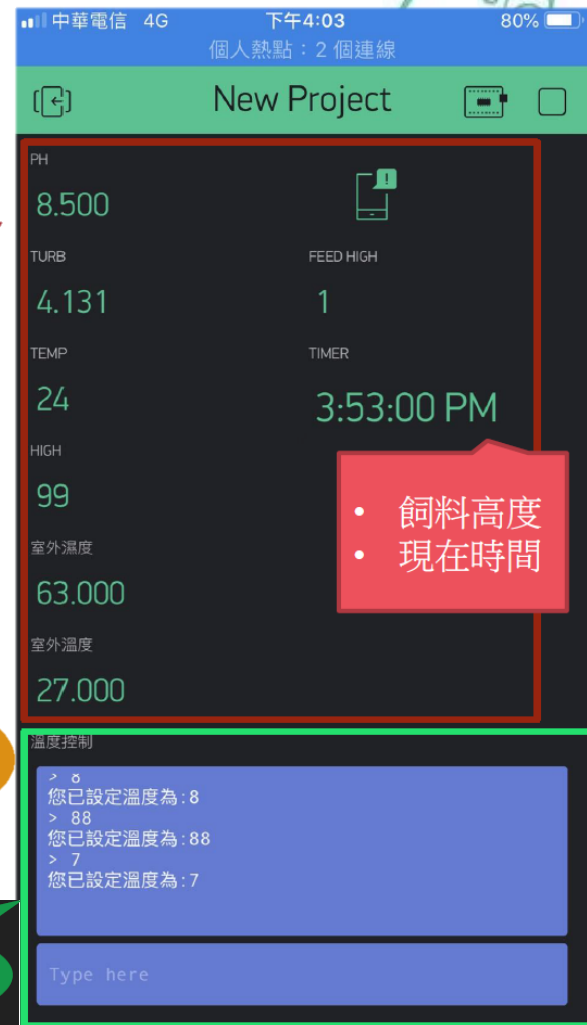 中華電信 4G 下午4:03 80%
個人熱點：2 個連線
New Project
PH
8.500
TURB
FEED HIGH
4.131
1
TEMP
TIMER
24
3:53:00 PM
HIGH
99
• 飼料高度
• 現在時間
室外濕度
63.000
室外溫度
27.000
溫度控制
您已設定溫度為:8
> 88
您已設定溫度為:88
> 7
您已設定溫度為:7
Type here